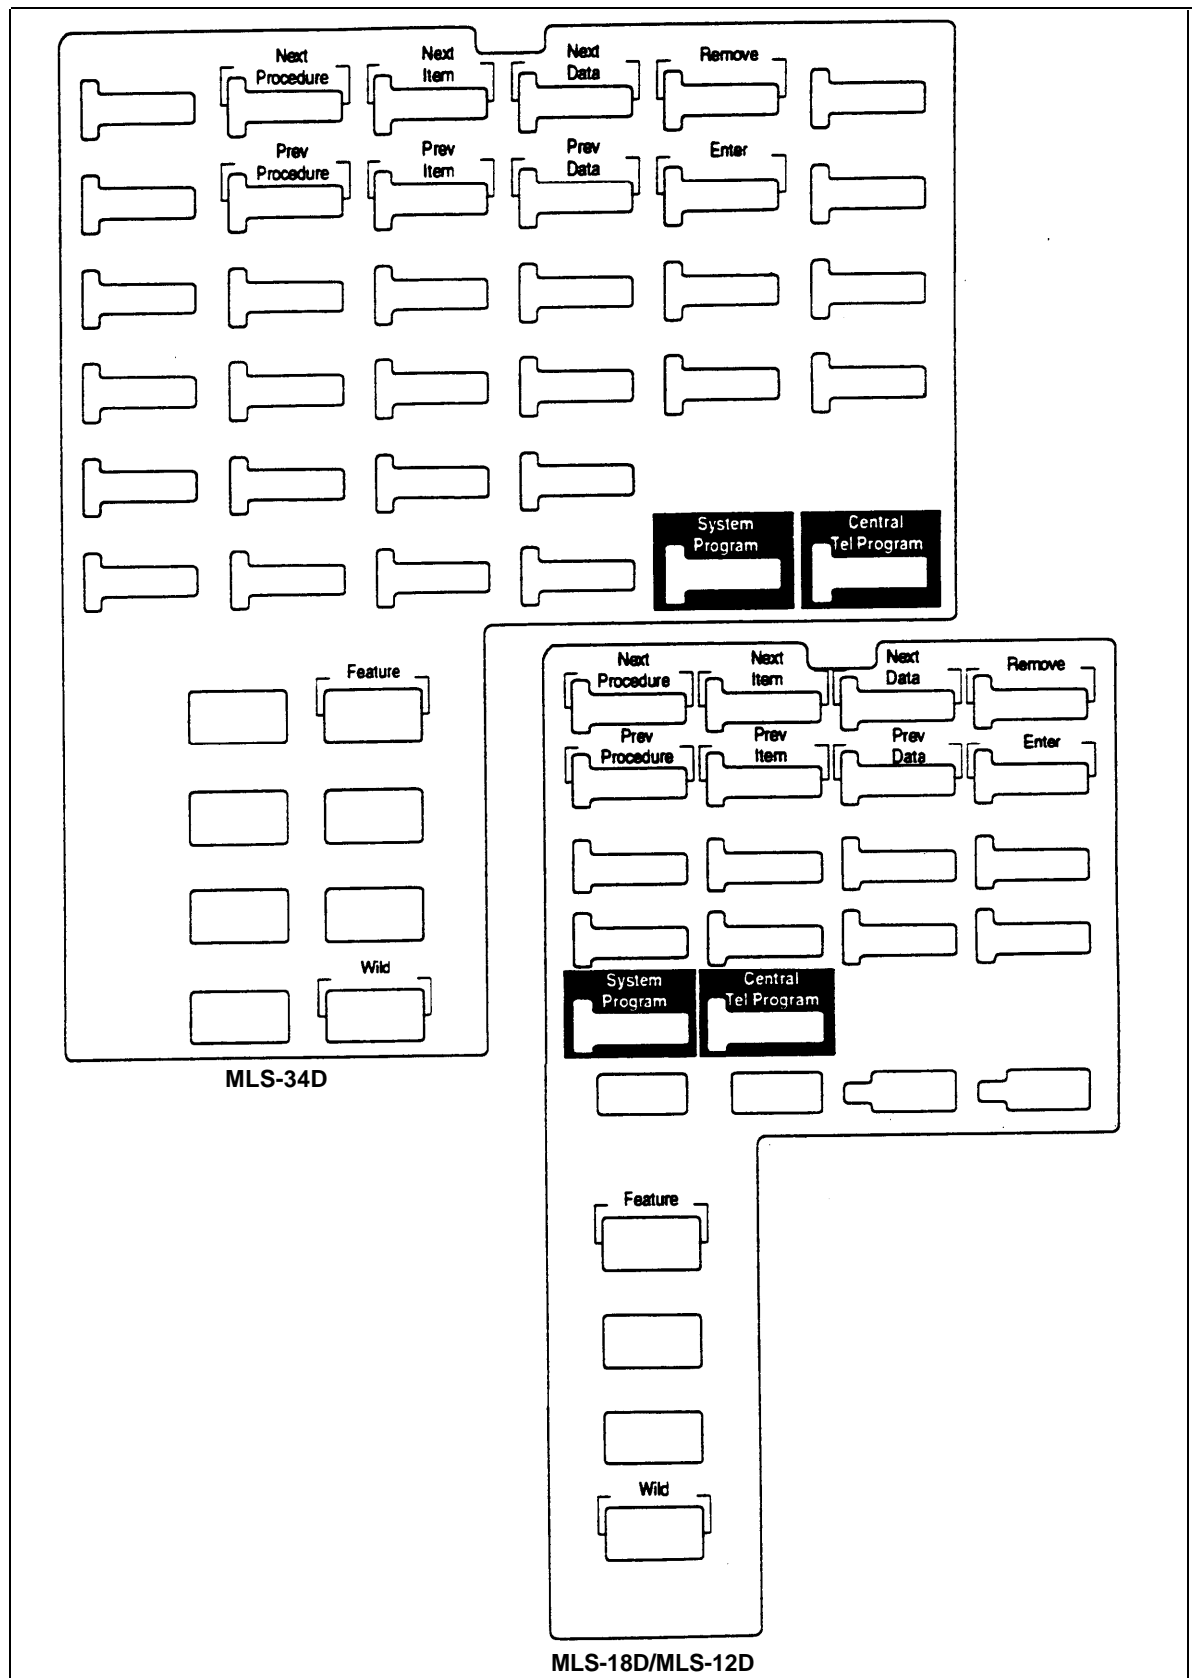 Next
Procedure
Next
Item
Next
Data
Remove
Prev
Procedure
Prev
Item
Prev
Data
Enter
System
Program
Central
Tel Program
Feature
Wild
MLS-34D
Next
Procedure
Next
Item
Next
Data
Remove
Prev
Procedure
Prev
Item
Prev
Data
Enter
System
Program
Central
Tel Program
Feature
Wild
MLS-18D/MLS-12D